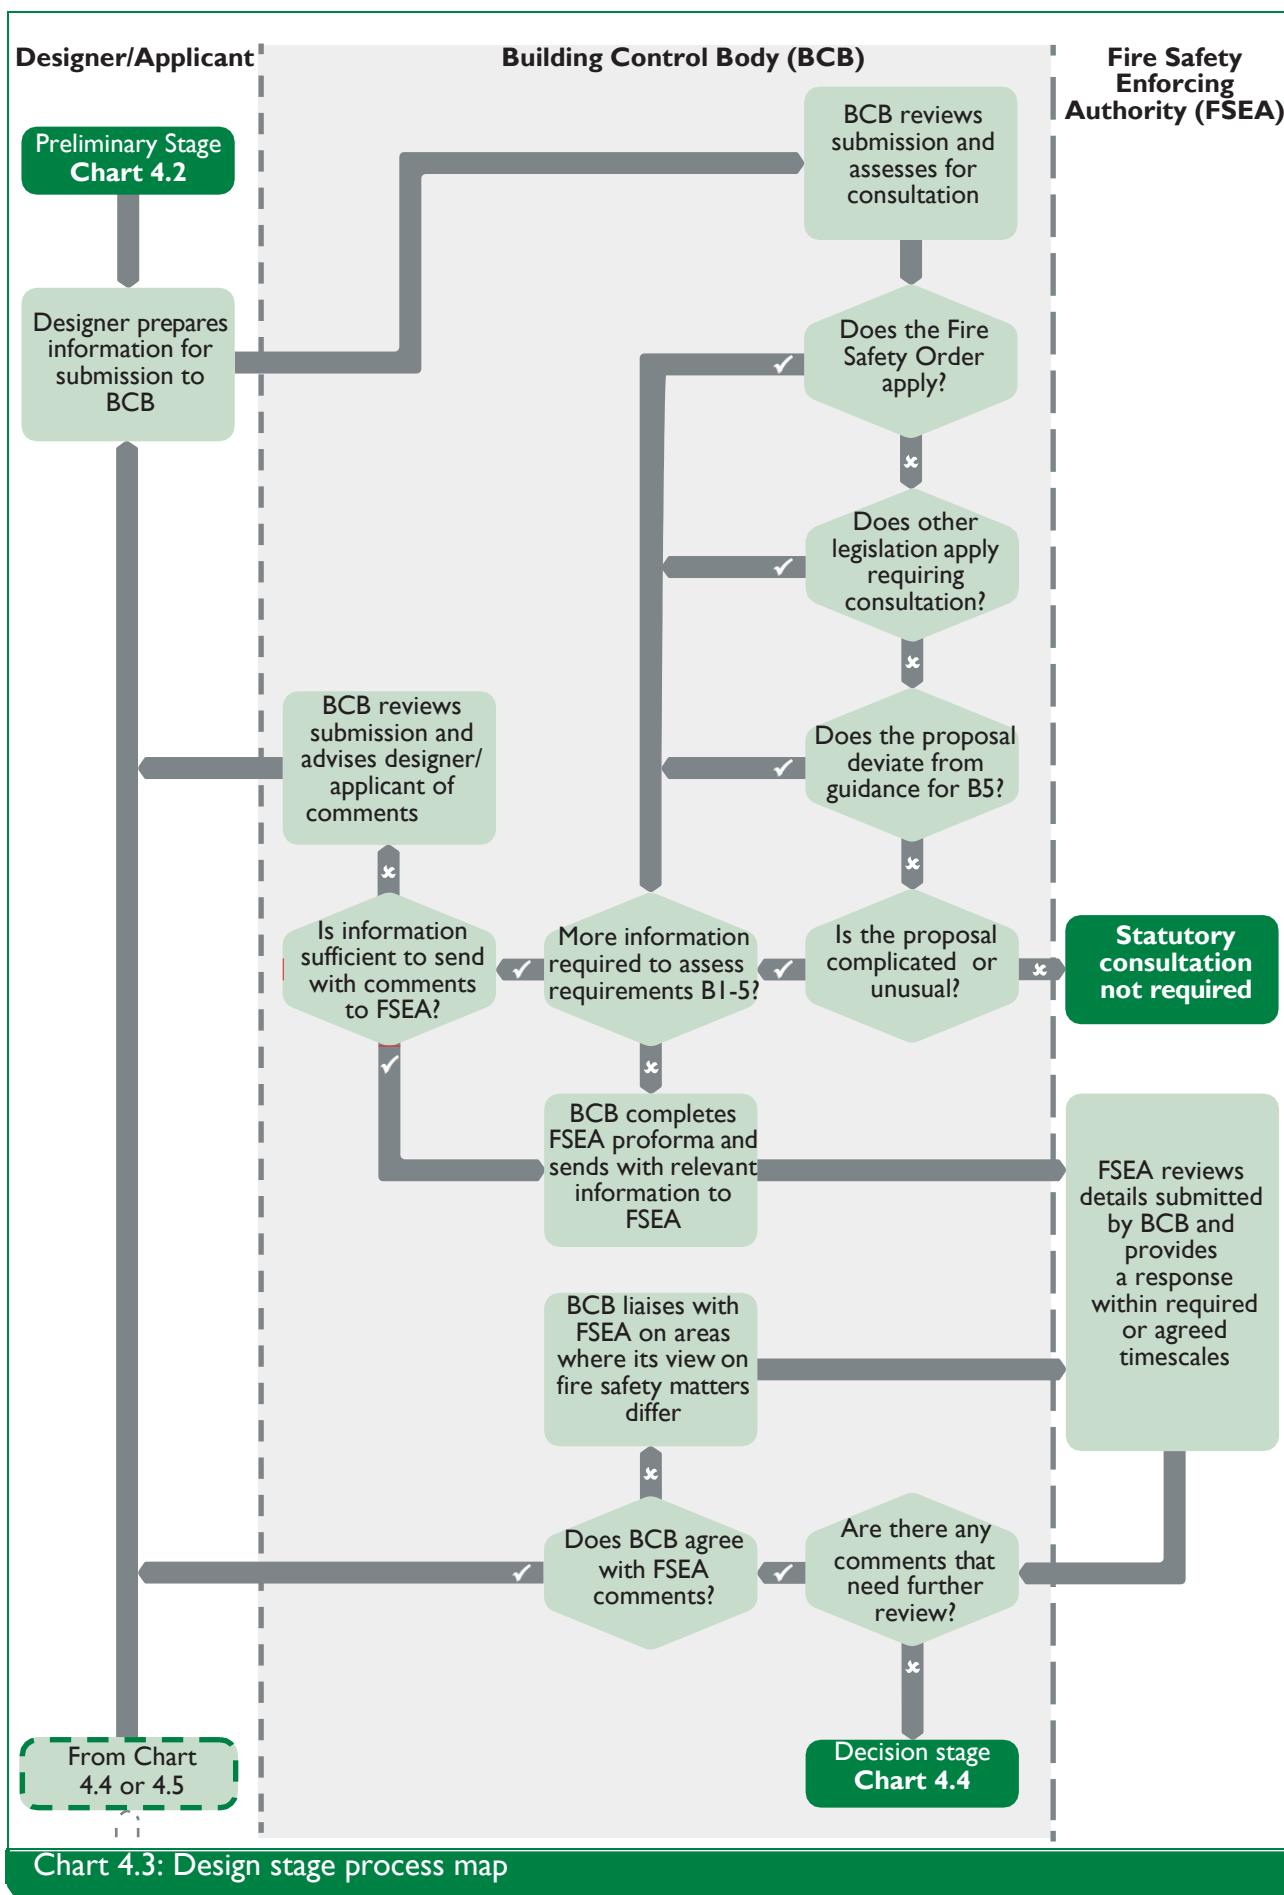 Designer/Applicant
Building Control Body (BCB)
Fire Safety
Enforcing
Authority (FSEA)
Preliminary Stage
Chart 4.2
BCB reviews
submission and
assesses for
consultation
Designer prepares
information for
submission to
BCB
Does the Fire
Safety Order
apply?
Does other
legislation apply
requiring
consultation?
BCB reviews
submission and
advises designer/
applicant of
comments
Does the proposal
deviate from
guidance for B5?
Is information
sufficient to send
with comments
to FSEA?
More information
required to assess
requirements B1-5?
Is the proposal
complicated or
unusual?
Statutory
consultation
not required
BCB completes
FSEA proforma and
sends with relevant
information to
FSEA
FSEA reviews
details submitted
by BCB and
provides
a response
within required
or agreed
timescales
BCB liaises with
FSEA on areas
where its view on
fire safety matters
differ
Does BCB agree
with FSEA
comments?
Are there any
comments that
need further
review?
From Chart
4.4 or 4.5
Decision stage
Chart 4.4
Chart 4.3: Design stage process map